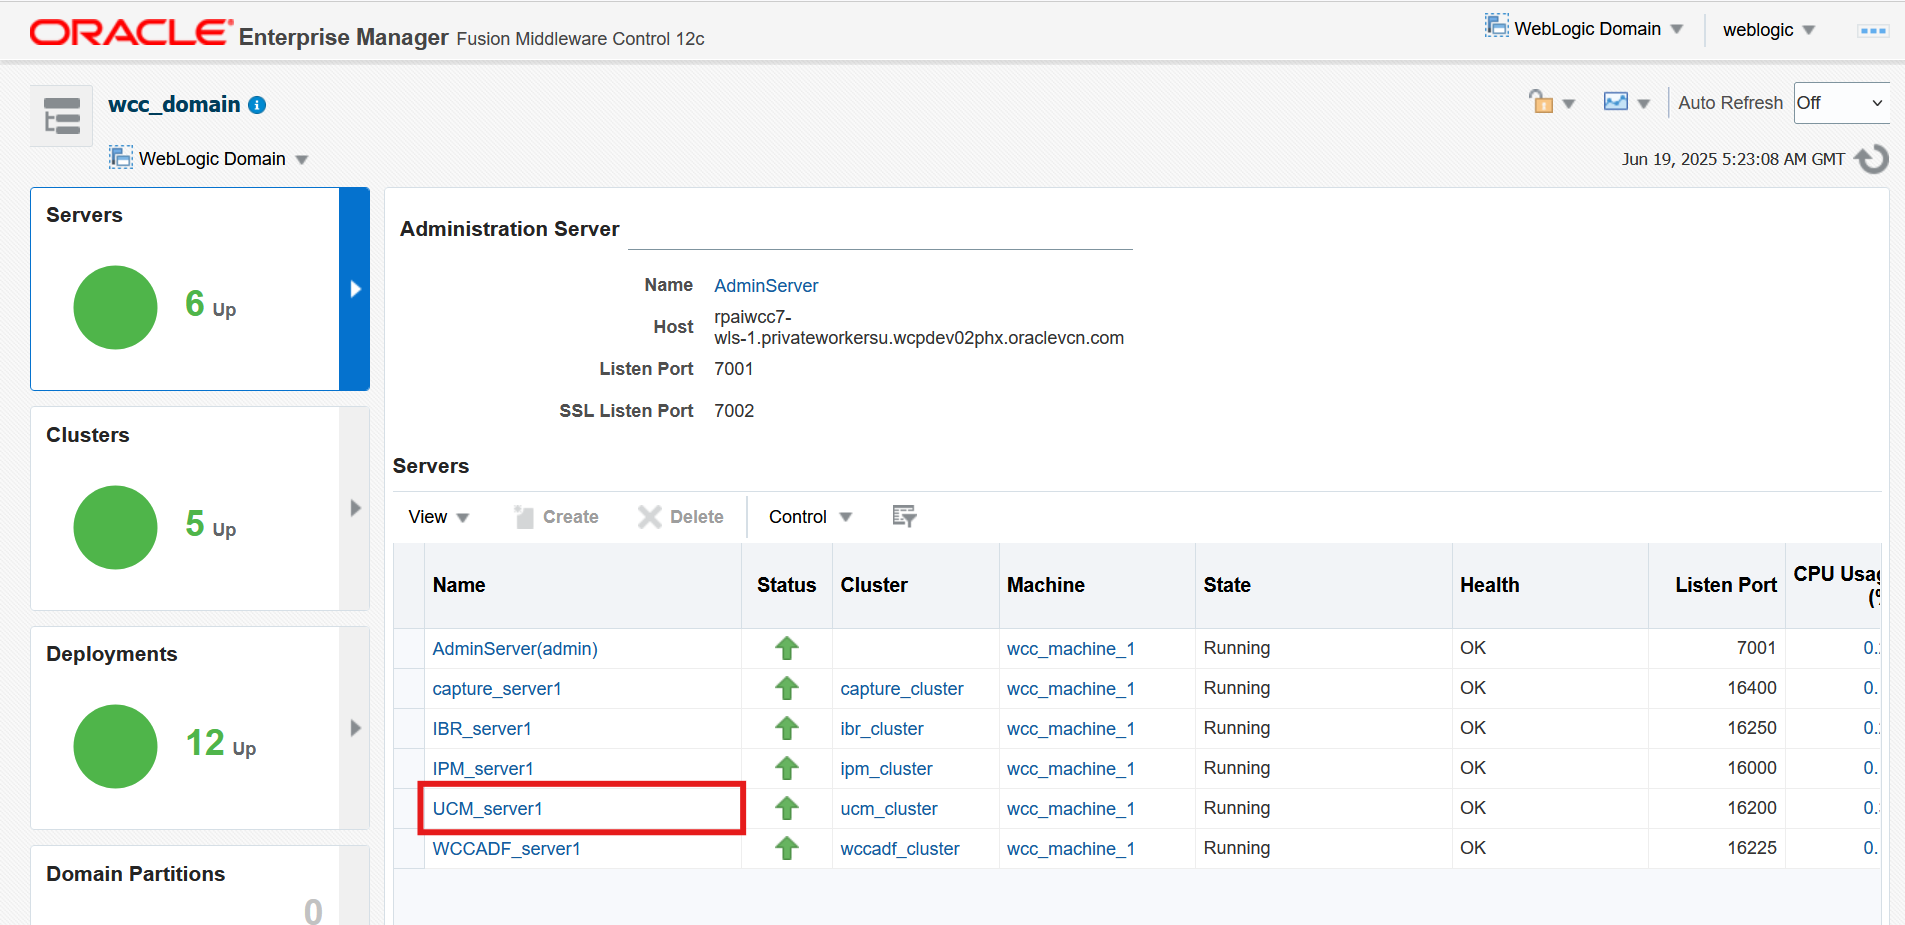 ORACLE Enterprise Manager Fusion Middleware Control 12c
WebLogic Domain
weblogic
wcc_domain
WebLogic Domain
Auto Refresh Off
Jun 19, 2025 5:23:08 AM GMT
Servers
6 Up
Clusters
5 Up
Deployments
12 Up
Domain Partitions
0
Administration Server
Name AdminServer
Host rpaiwcc7-
wls-1.privateworkersu.wcpdev02phx.oraclevcn.com
Listen Port 7001
SSL Listen Port 7002
Servers
View Create Delete Control
Name Status Cluster Machine State Health Listen Port CPU
AdminServer(admin) wcc_machine_1 Running OK 7001 0.
capture_server1 capture_cluster wcc_machine_1 Running OK 16400 0.
IBR_server1 ibr_cluster wcc_machine_1 Running OK 16250 0.
IPM_server1 ipm_cluster wcc_machine_1 Running OK 16000 0.
UCM_server1 ucm_cluster wcc_machine_1 Running OK 16200 0.
WCCADF_server1 wccadf_cluster wcc_machine_1 Running OK 16225 0.